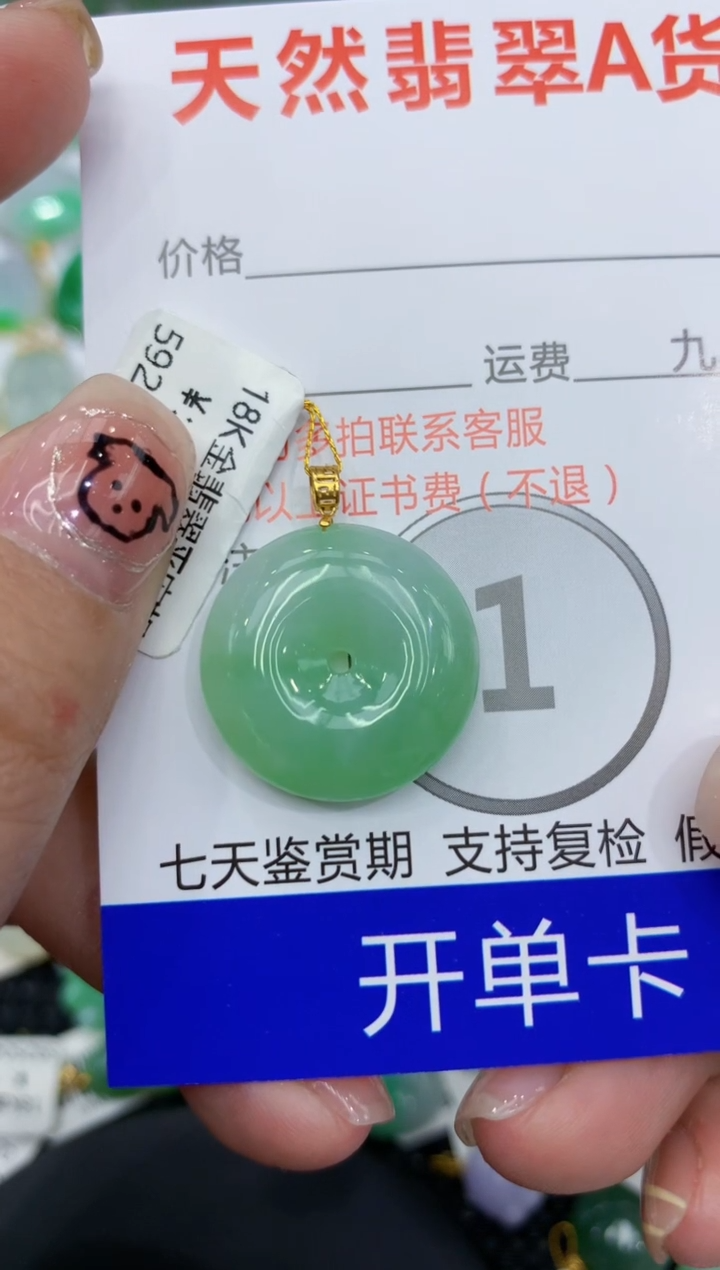 天然翡翠A货
价格
运费 九
多拍联系客服
以上证书费（不退）
592
¥
18K金翡翠
1
七天鉴赏期 支持复检 假
开单卡